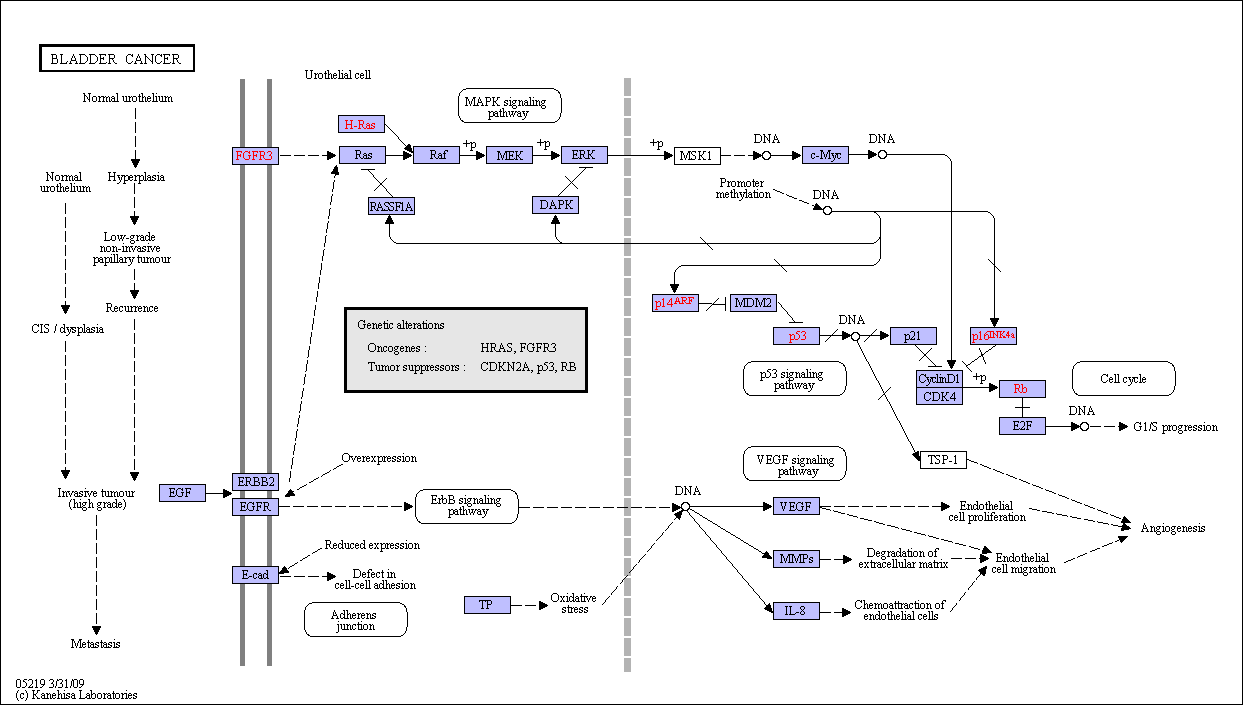 BLADDER CANCER
Urothelial cell
Normal urothelium
MAPK signaling
pathway
H-Ras
FGFR3
Ras
Raf
MEK
ERK
+p
+p
+p
MSK1
DNA
c-Myc
DNA
Normal
urothelium
Hyperplasia
Promoter
methylation
DNA
RASSF1A
DAPK
Low-grade
non-invasive
papillary tumour
Recurrence
CIS / dysplasia
p14ARF
MDM2
p53
DNA
p21
p16INK4a
Genetic alterations
Oncogenes : HRAS, FGFR3
Tumor suppressors : CDKN2A, p53, RB
p53 signaling
pathway
CyclinD1
CDK4
+p
Rb
Cell cycle
E2F
DNA
G1/S progression
Overexpression
VEGF signaling
pathway
TSP-1
Invasive tumour
(high grade)
EGF
ERBB2
EGFR
ErbB signaling
pathway
DNA
VEGF
Endothelial
cell proliferation
Angiogenesis
Reduced expression
E-cad
Defect in
cell-cell adhesion
MMPs
Degradation of
extracellular matrix
Endothelial
cell migration
Adherens
junction
TP
Oxidative
stress
IL-8
Chemoattraction of
endothelial cells
Metastasis
05219 3/31/09
(c) Kanehisa Laboratories